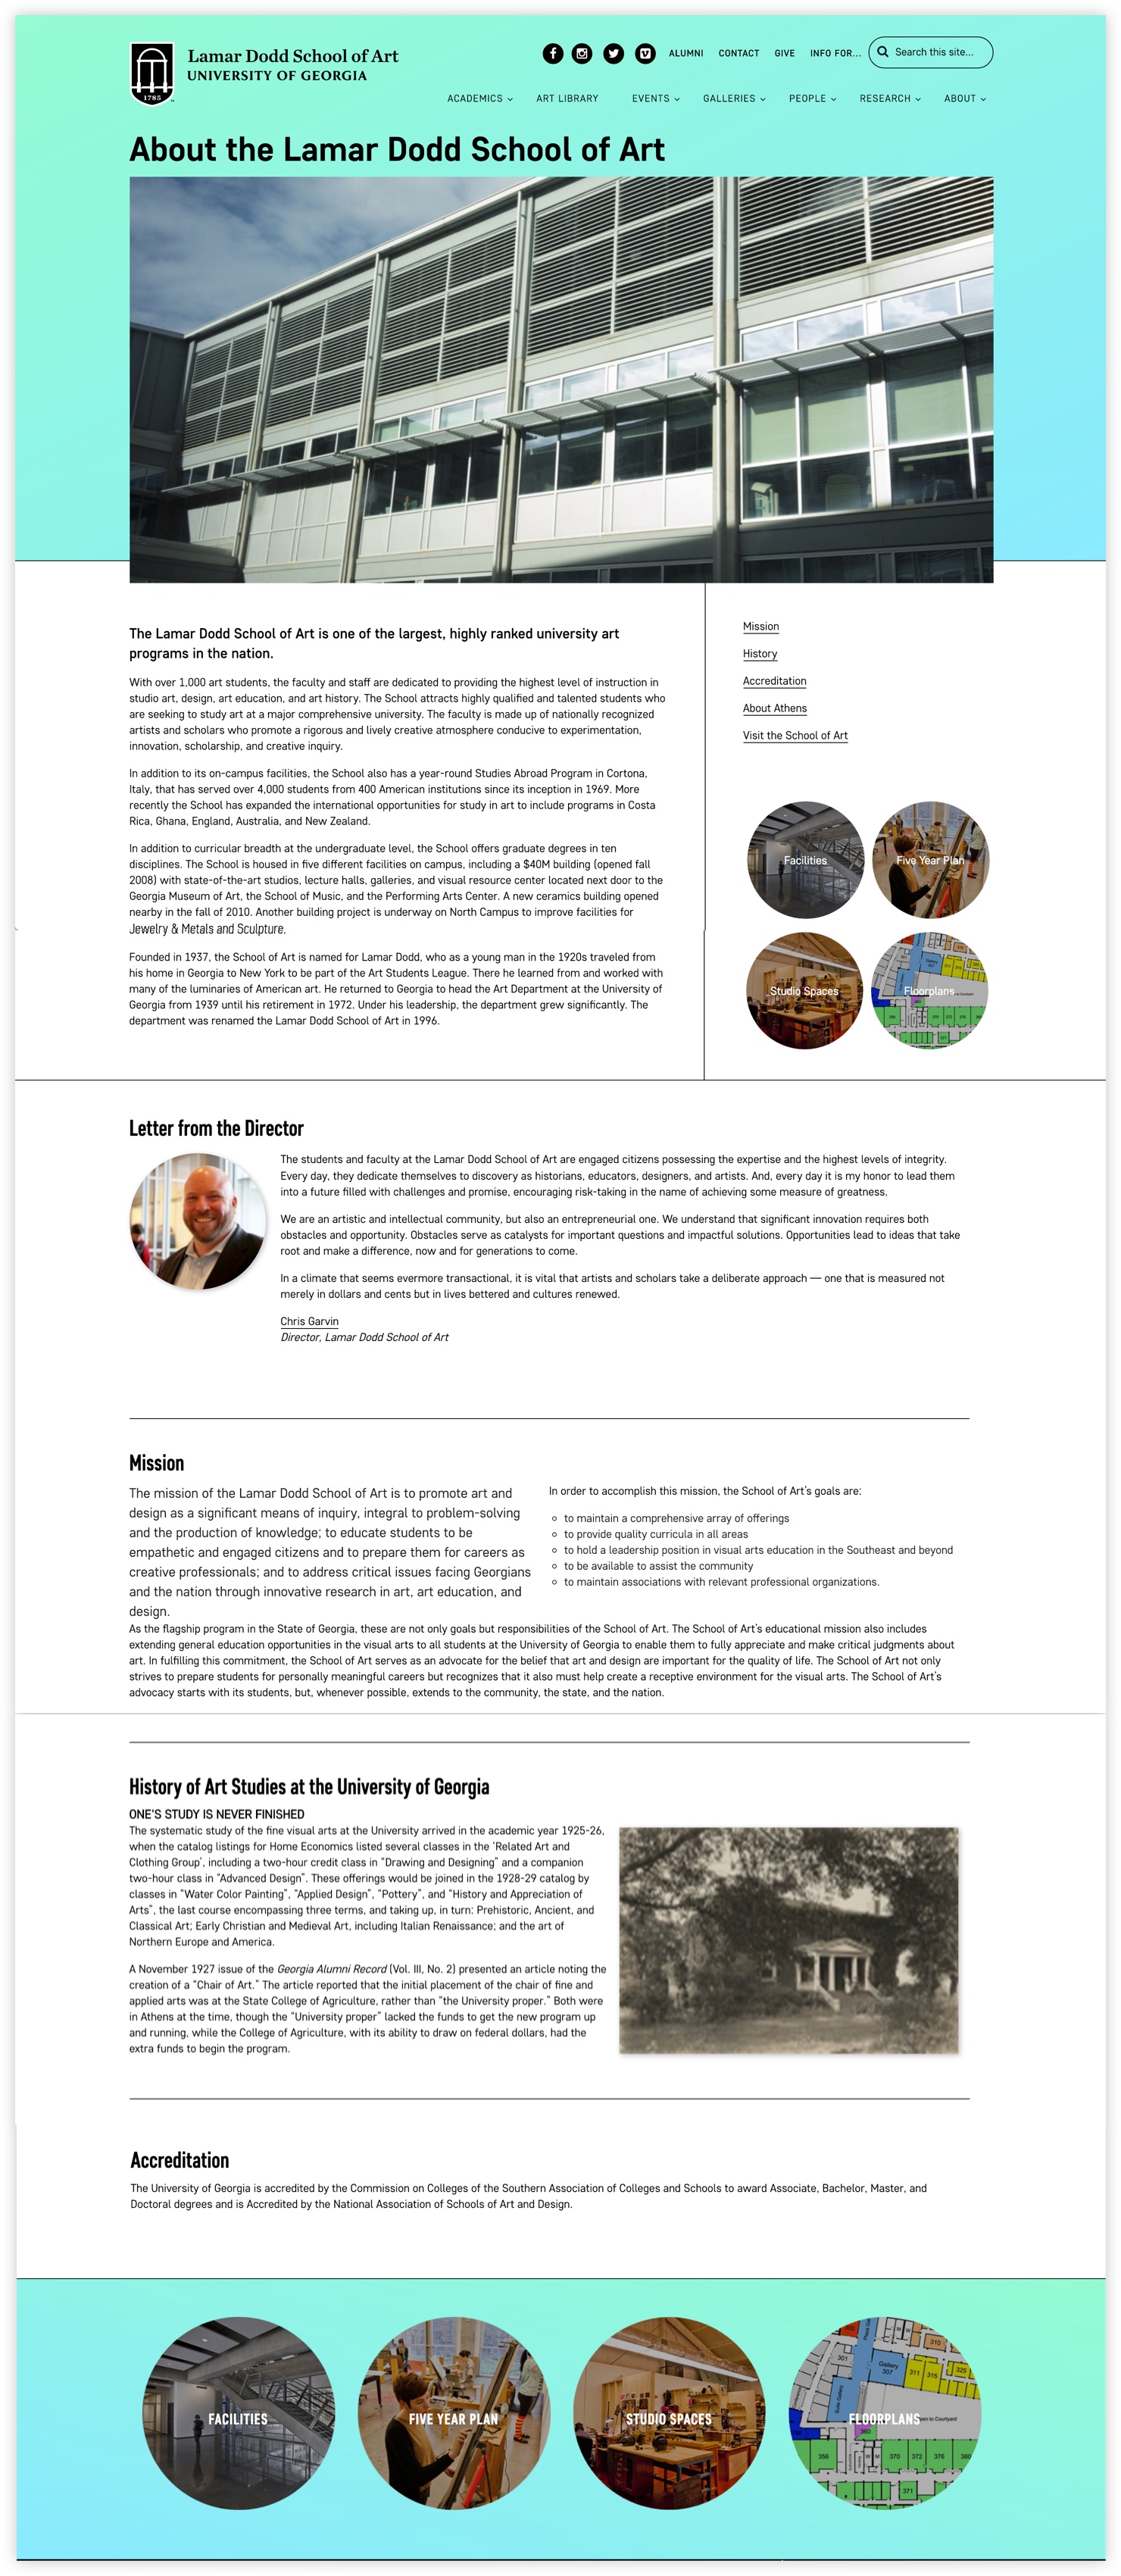 Lamar Dodd School of Art
UNIVERSITY OF GEORGIA
1785
ALUMNI
CONTACT
GIVE
INFO FOR...
Search this site...
ACADEMICS
ART LIBRARY
EVENTS
GALLERIES
PEOPLE
RESEARCH
ABOUT
About the Lamar Dodd School of Art
The Lamar Dodd School of Art is one of the largest, highly ranked university art
programs in the nation.
With over 1,000 art students, the faculty and staff are dedicated to providing the highest level of instruction in
studio art, design, art education, and art history. The School attracts highly qualified and talented students who
are seeking to study art at a major comprehensive university. The faculty is made up of nationally recognized
artists and scholars who promote a rigorous and lively creative atmosphere conducive to experimentation,
innovation, scholarship, and creative inquiry.
In addition to its on-campus facilities, the School also has a year-round Studies Abroad Program in Cortona,
Italy, that has served over 4,000 students from 400 American institutions since its inception in 1969. More
recently the School has expanded the international opportunities for study in art to include programs in Costa
Rica, Ghana, England, Australia, and New Zealand.
In addition to curricular breadth at the undergraduate level, the School offers graduate degrees in ten
disciplines. The School is housed in five different facilities on campus, including a $40M building (opened fall
2008) with state-of-the-art studios, lecture halls, galleries, and visual resource center located next door to the
Georgia Museum of Art, the School of Music, and the Performing Arts Center. A new ceramics building opened
nearby in the fall of 2010. Another building project is underway on North Campus to improve facilities for
Jewelry & Metals and Sculpture.
Founded in 1937, the School of Art is named for Lamar Dodd, who as a young man in the 1920s traveled from
his home in Georgia to New York to be part of the Art Students League. There he learned from and worked with
many of the luminaries of American art. He returned to Georgia to head the Art Department at the University of
Georgia from 1939 until his retirement in 1972. Under his leadership, the department grew significantly. The
department was renamed the Lamar Dodd School of Art in 1996.
Mission
History
Accreditation
About Athens
Visit the School of Art
Facilities
Five Year Plan
Studio Spaces
Floorplans
Letter from the Director
The students and faculty at the Lamar Dodd School of Art are engaged citizens possessing the expertise and the highest levels of integrity.
Every day, they dedicate themselves to discovery as historians, educators, designers, and artists. And, every day it is my honor to lead them
into a future filled with challenges and promise, encouraging risk-taking in the name of achieving some measure of greatness.
We are an artistic and intellectual community, but also an entrepreneurial one. We understand that significant innovation requires both
obstacles and opportunity. Obstacles serve as catalysts for important questions and impactful solutions. Opportunities lead to ideas that take
root and make a difference, now and for generations to come.
In a climate that seems evermore transactional, it is vital that artists and scholars take a deliberate approach — one that is measured not
merely in dollars and cents but in lives bettered and cultures renewed.
Chris Garvin
Director, Lamar Dodd School of Art
Mission
The mission of the Lamar Dodd School of Art is to promote art and
design as a significant means of inquiry, integral to problem-solving
and the production of knowledge; to educate students to be
empathetic and engaged citizens and to prepare them for careers as
creative professionals; and to address critical issues facing Georgians
and the nation through innovative research in art, art education, and
design.
In order to accomplish this mission, the School of Art's goals are:
to maintain a comprehensive array of offerings
to provide quality curricula in all areas
to hold a leadership position in visual arts education in the Southeast and beyond
to be available to assist the community
to maintain associations with relevant professional organizations.
As the flagship program in the State of Georgia, these are not only goals but responsibilities of the School of Art. The School of Art's educational mission also includes
extending general education opportunities in the visual arts to all students at the University of Georgia to enable them to fully appreciate and make critical judgments about
art. In fulfilling this commitment, the School of Art serves as an advocate for the belief that art and design are important for the quality of life. The School of Art not only
strives to prepare students for personally meaningful careers but recognizes that it also must help create a receptive environment for the visual arts. The School of Art's
advocacy starts with its students, but, whenever possible, extends to the community, the state, and the nation.
History of Art Studies at the University of Georgia
ONE'S STUDY IS NEVER FINISHED
The systematic study of the fine visual arts at the University arrived in the academic year 1925-26,
when the catalog listings for Home Economics listed several classes in the 'Related Art and
Clothing Group', including a two-hour credit class in "Drawing and Designing" and a companion
two-hour class in "Advanced Design". These offerings would be joined in the 1928-29 catalog by
classes in "Water Color Painting", "Applied Design", "Pottery", and "History and Appreciation of
Arts", the last course encompassing three terms, and taking up, in turn: Prehistoric, Ancient, and
Classical Art; Early Christian and Medieval Art, including Italian Renaissance; and the art of
Northern Europe and America.
A November 1927 issue of the Georgia Alumni Record (Vol. III, No. 2) presented an article noting the
creation of a "Chair of Art." The article reported that the initial placement of the chair of fine and
applied arts was at the State College of Agriculture, rather than "the University proper." Both were
in Athens at the time, though the "University proper" lacked the funds to get the new program up
and running, while the College of Agriculture, with its ability to draw on federal dollars, had the
extra funds to begin the program.
Accreditation
The University of Georgia is accredited by the Commission on Colleges of the Southern Association of Colleges and Schools to award Associate, Bachelor, Master, and
Doctoral degrees and is Accredited by the National Association of Schools of Art and Design.
FACILITIES
FIVE YEAR PLAN
STUDIO SPACES
FLOORPLANS
301
Gallery
307
311
315
325
310
356
370
372
376
380
371